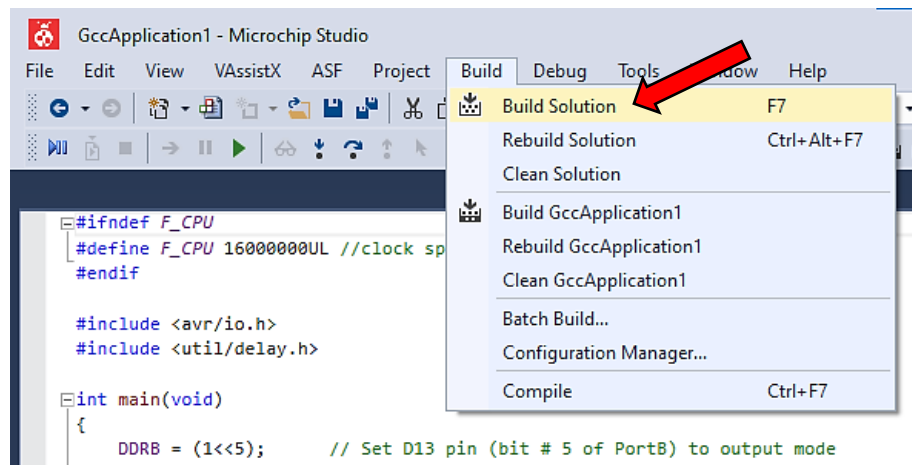 GccApplication1 - Microchip Studio
File Edit View VAssistX ASF Project Build Debug Tools Help
Build Solution F7
Rebuild Solution Ctrl+Alt+F7
Clean Solution
Build GccApplication1
Rebuild GccApplication1
Clean GccApplication1
Batch Build...
Configuration Manager...
Compile Ctrl+F7
#ifndef F_CPU
#define F_CPU 16000000UL //clock sp
#endif
#include <avr/io.h>
#include <util/delay.h>
int main(void)
{
DDRB = (1<<5); // Set D13 pin (bit # 5 of PortB) to output mode